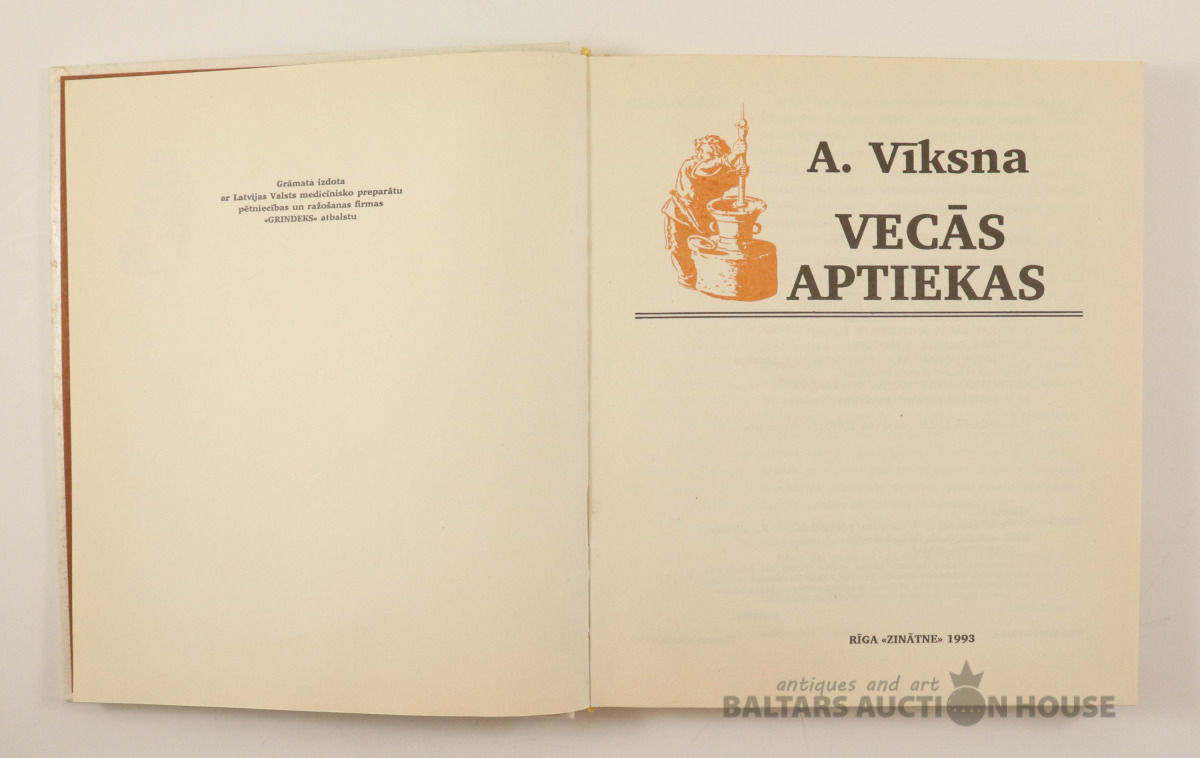 Grāmata izdota
ar Latvijas Valsts medicīnisko preparātu
pētniecības un ražošanas firmas
«GRINDEKS» atbalstu
A. Vīksna
VECĀS
APTIEKAS
RĪGA «ZINĀTNE» 1993
antiques and art
BALTARS AUCTION HOUSE